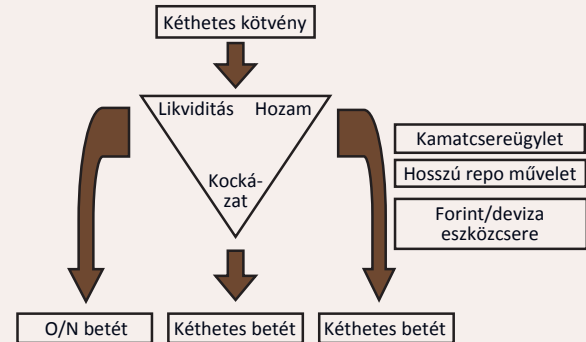 Kéthetes kötvény
Likviditás Hozam
Kocká-
zat
Kamatcsereügylet
Hosszú repo művelet
Forint/deviza
eszközcsere
O/N betét
Kéthetes betét
Kéthetes betét